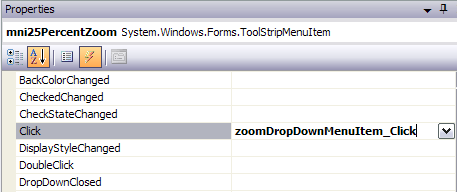 Properties
mni25PercentZoom System.Windows.Forms.ToolStripMenuItem
BackColorChanged
CheckedChanged
CheckStateChanged
Click zoomDropDownMenuItem_Click
DisplayStyleChanged
DoubleClick
DropDownClosed